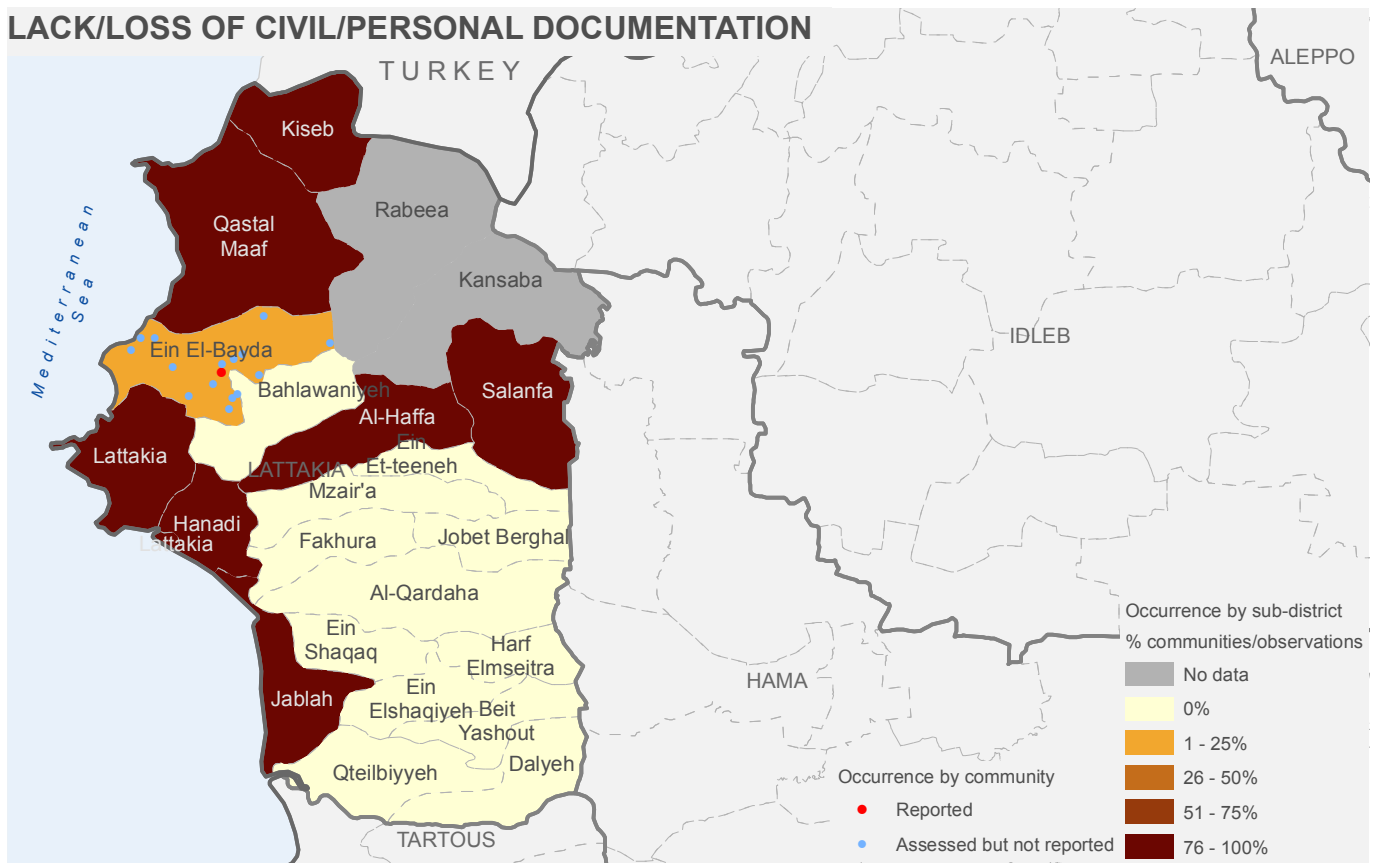 LACK/LOSS OF CIVIL/PERSONAL DOCUMENTATION
TURKEY
ALEPPO
Kiseb
Rabeea
Qastal
Maaf
Kansaba
Mediterranean
Sea
IDLEB
Ein El-Bayda
Bahlawaniyeh
Salanfa
Al-Haffa
Ein
Et-teeneh
Lattakia
LATTAKIA
Mzair'a
Hanadi
Lattakia
Fakhura
Jobet Berghal
Al-Qardaha
Ein
Shaqaq
Harf
Elmseitra
HAMA
Jablah
Ein
Elshaqiyeh
Beit
Yashout
Dalyeh
Qteilbiyyeh
TARTOUS
Occurrence by sub-district
% communities/observations
No data
0%
1 - 25%
26 - 50%
51 - 75%
76 - 100%
Occurrence by community
Reported
Assessed but not reported